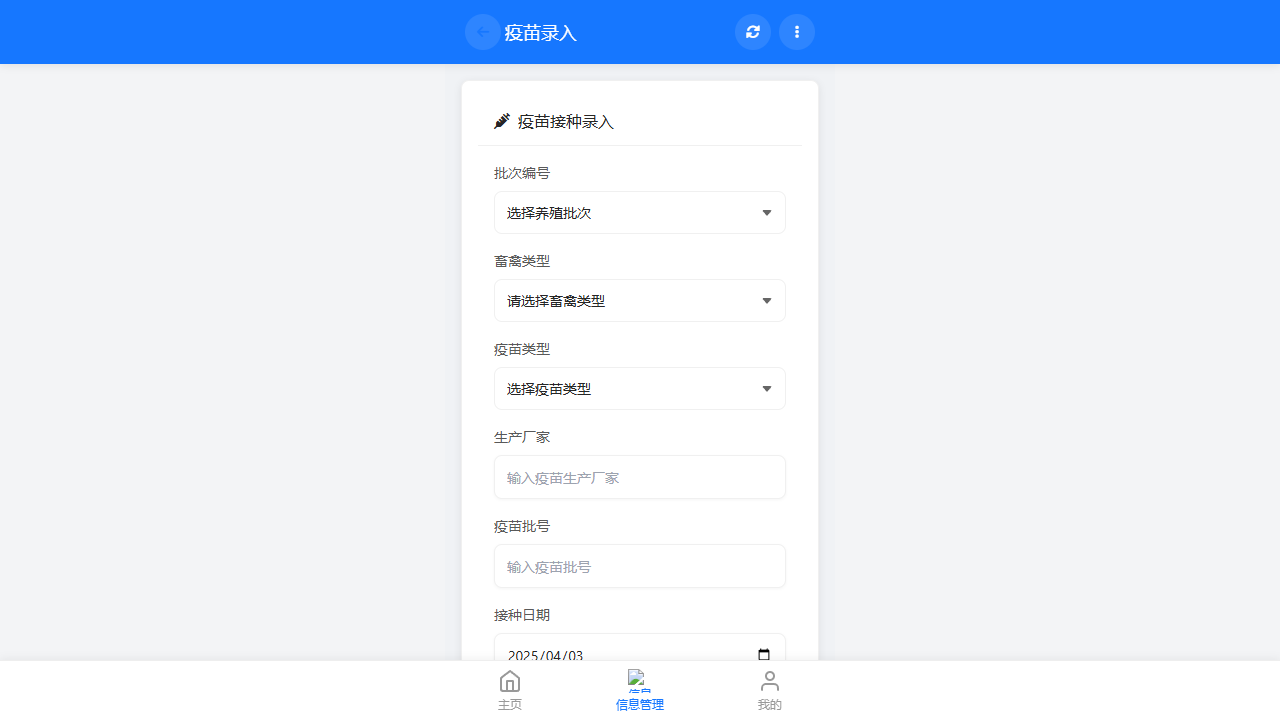 疫苗录入
疫苗接种录入
批次编号
选择养殖批次
畜禽类型
请选择畜禽类型
疫苗类型
选择疫苗类型
生产厂家
输入疫苗生产厂家
疫苗批号
输入疫苗批号
接种日期
2025/04/03
主页
信息
信息管理
我的